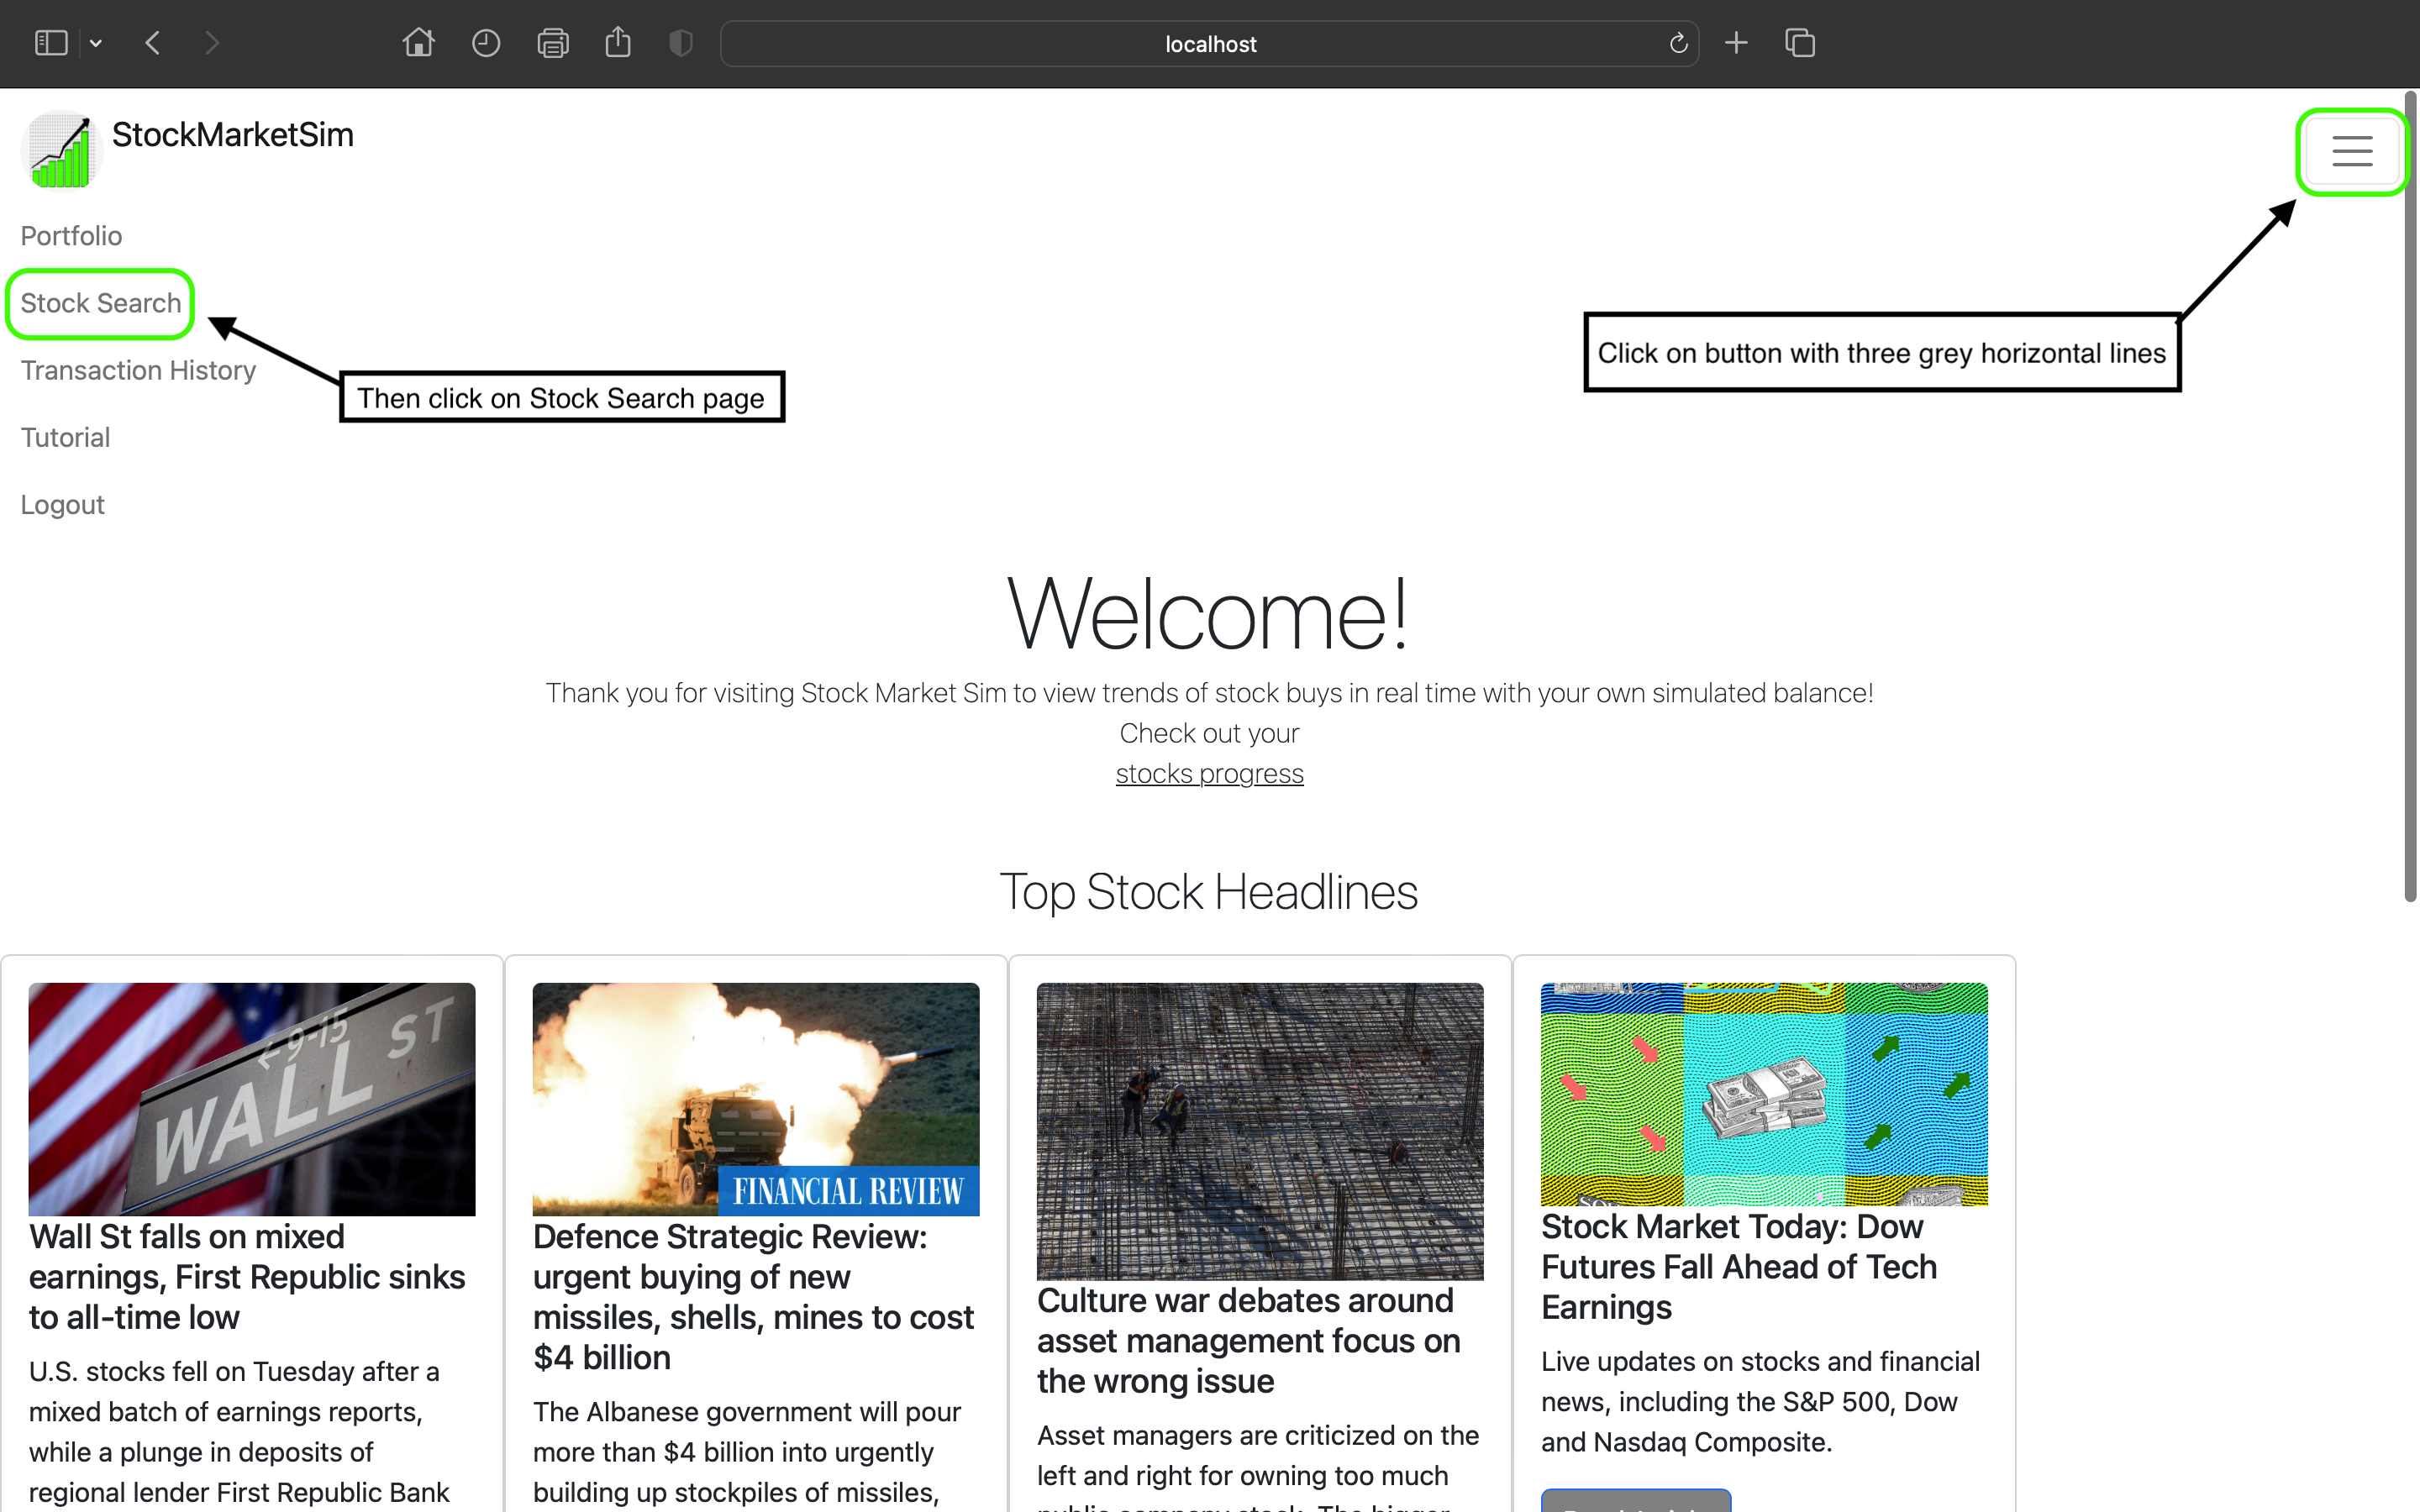 localhost
StockMarketSim
Portfolio
Stock Search
Transaction History
Tutorial
Logout
Then click on Stock Search page
Click on button with three grey horizontal lines
Welcome!
Thank you for visiting Stock Market Sim to view trends of stock buys in real time with your own simulated balance!
Check out your
stocks progress
Top Stock Headlines
←9-15
WALL ST
Wall St falls on mixed
earnings, First Republic sinks
to all-time low
U.S. stocks fell on Tuesday after a
mixed batch of earnings reports,
while a plunge in deposits of
regional lender First Republic Bank
FINANCIAL REVIEW
Defence Strategic Review:
urgent buying of new
missiles, shells, mines to cost
$4 billion
The Albanese government will pour
more than $4 billion into urgently
building up stockpiles of missiles,
Culture war debates around
asset management focus on
the wrong issue
Asset managers are criticized on the
left and right for owning too much
Stock Market Today: Dow
Futures Fall Ahead of Tech
Earnings
Live updates on stocks and financial
news, including the S&P 500, Dow
and Nasdaq Composite.